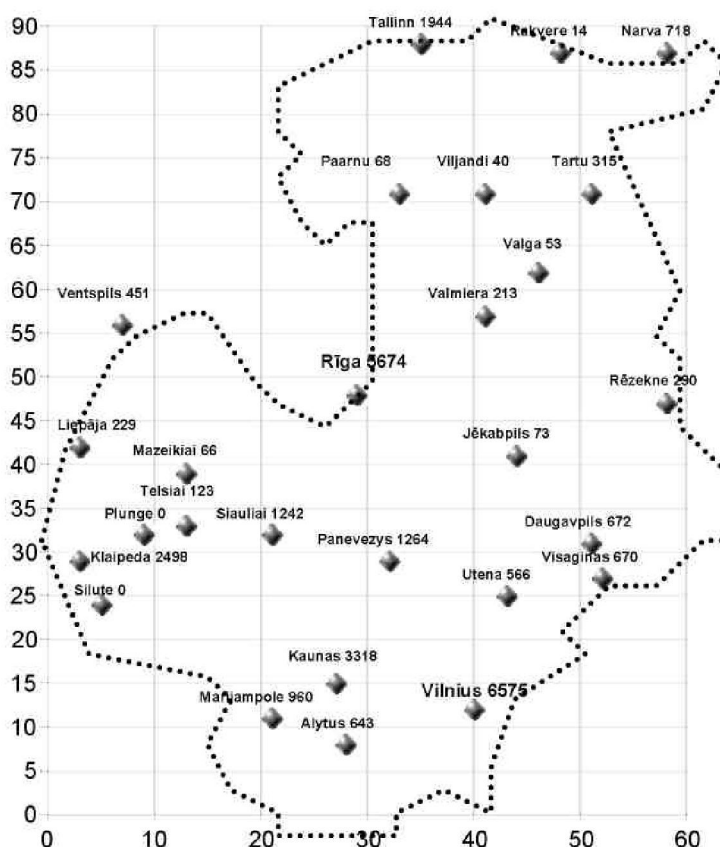 90
Tallinn 1944
Rakvere 14
Narva 718
85
80
75
Paarnu 68
Viljandi 40
Tartu 315
70
65
Valga 53
60
Ventspils 451
Valmiera 213
55
Rīga 5674
50
Rēzekne 290
45
Liepāja 229
Jēkabpils 73
Mazeikiai 66
40
Telsiai 123
35
Plunge 0
Siauliai 1242
Panevezys 1264
Daugavpils 672
30
Klaipeda 2498
Visaginas 670
Silute 0
Utena 566
25
20
Kaunas 3318
15
Marijampole 960
Alytus 643
Vilnius 6575
10
5
0
0 10 20 30 40 50 60